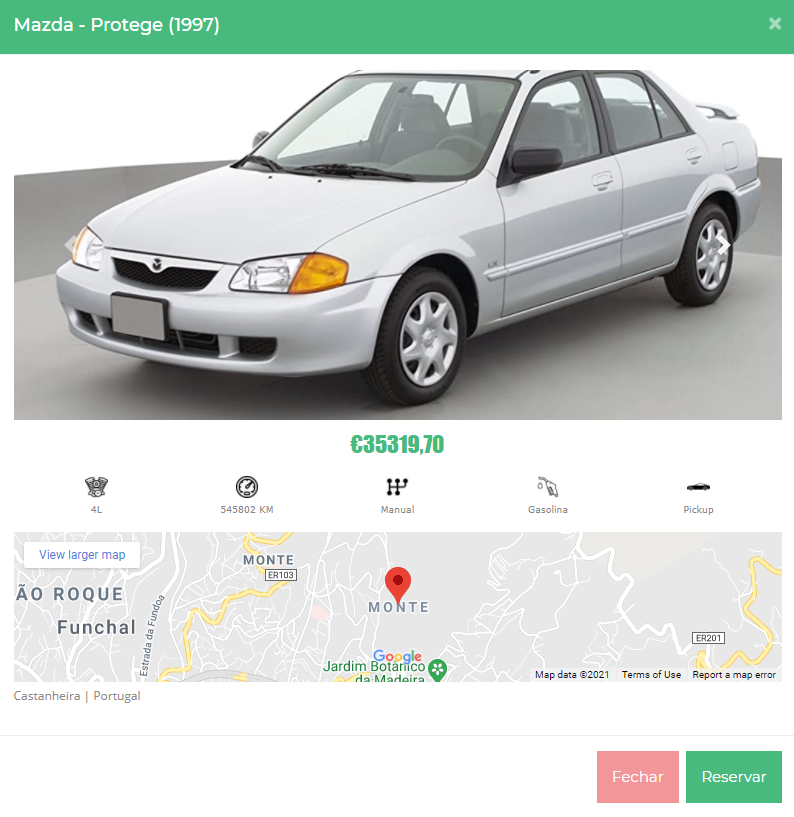 Mazda - Protege (1997)
×
LX
€35319,70
4L
545802 KM
Manual
Gasolina
Pickup
View larger map
MONTE
ER103
ÃO ROQUE
MONTE
Funchal
Estrada da Fundoa
ER201
Google
Jardim Botânico
da Madeira
Map data ©2021
Terms of Use
Report a map error
Castanheira | Portugal
Fechar
Reservar